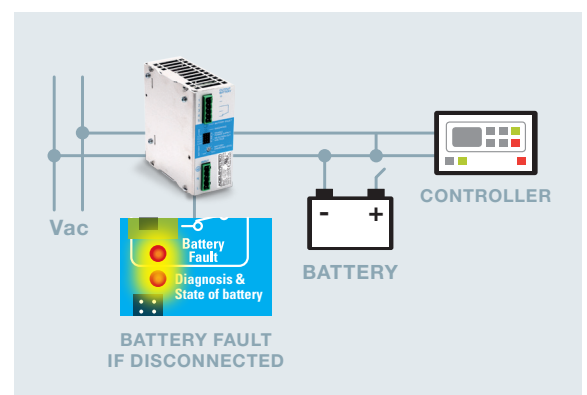 Vac
Battery
Fault
Diagnosis &
State of battery
BATTERY FAULT
IF DISCONNECTED
- +
BATTERY
CONTROLLER